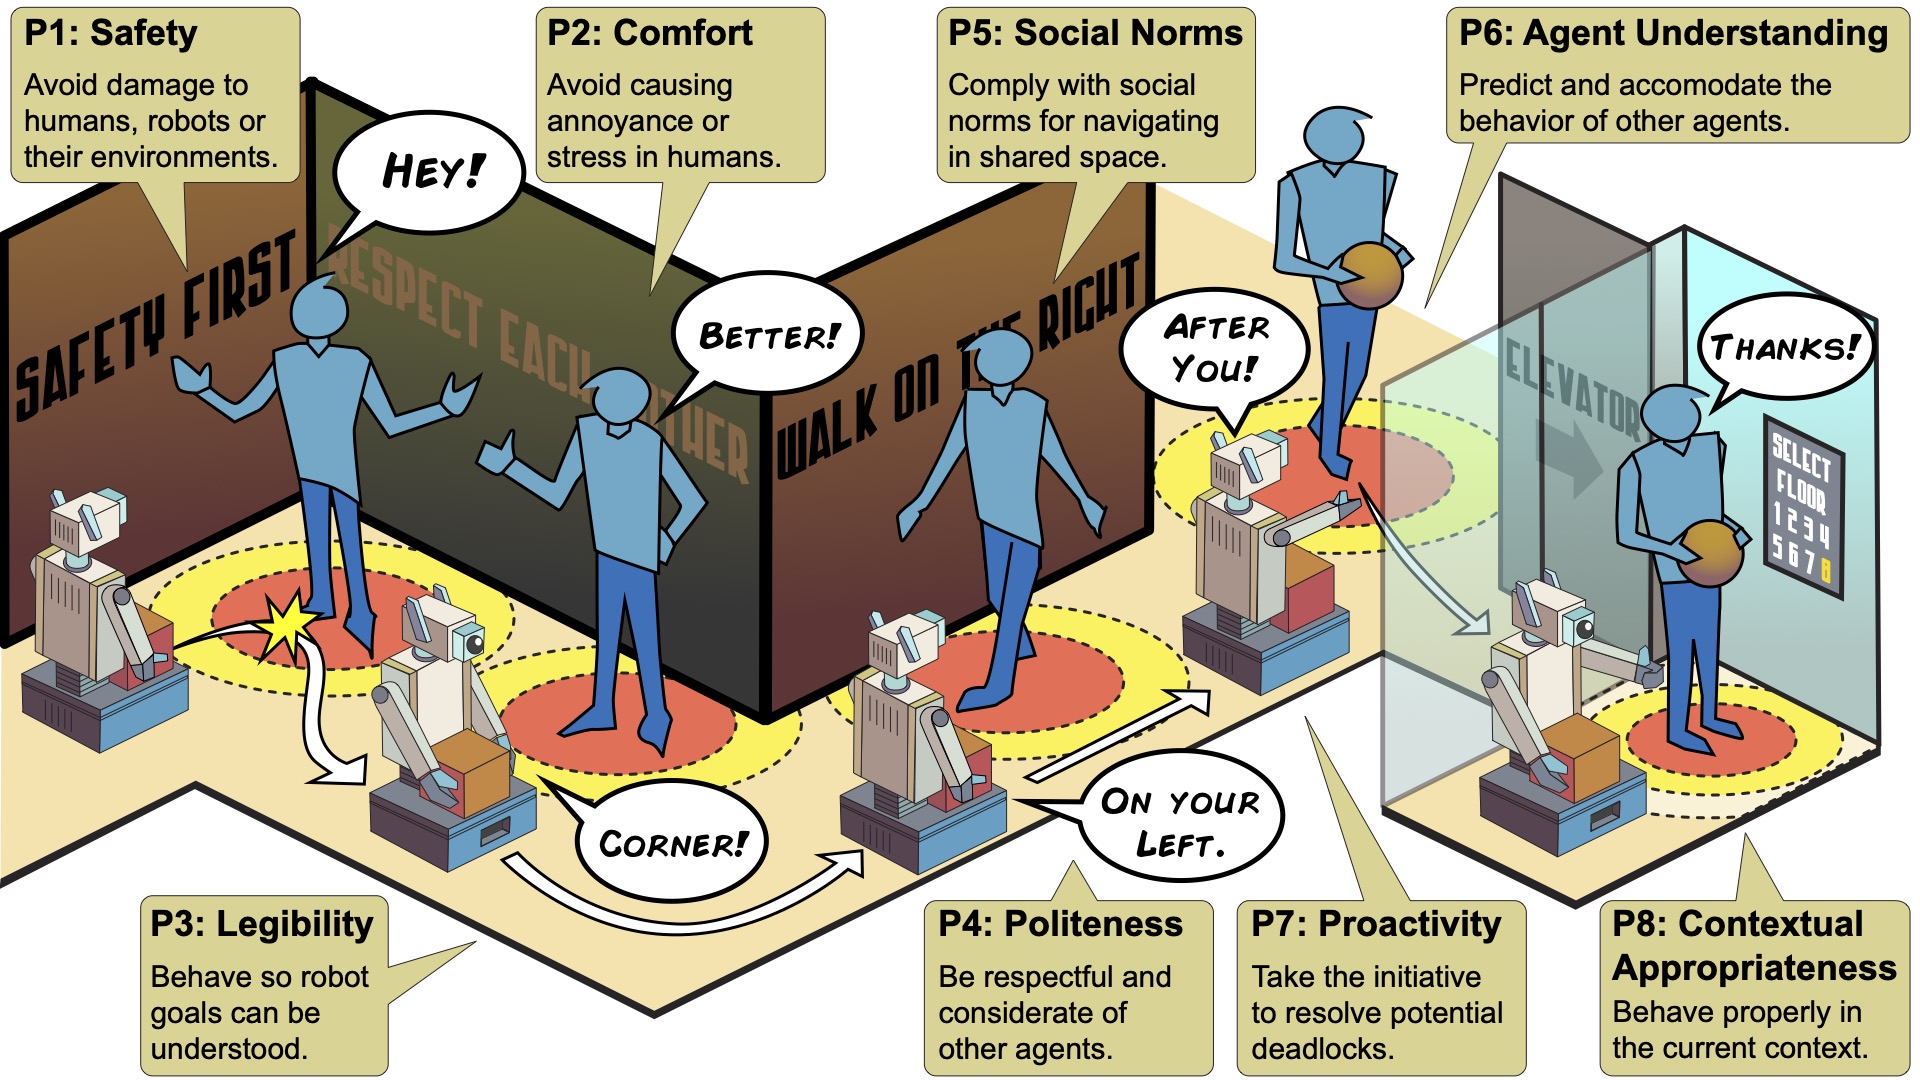 P1: Safety
Avoid damage to
humans, robots or
their environments.
P2: Comfort
Avoid causing
annoyance or
stress in humans.
P5: Social Norms
Comply with social
norms for navigating
in shared space.
P6: Agent Understanding
Predict and accomodate the
behavior of other agents.
SAFETY FIRST
HEY!
RESPECT EACH OTHER
BETTER!
WALK ON THE RIGHT
AFTER
YOU!
ELEVATOR
THANKS!
SELECT
FLOOR
1 2 3 4
5 6 7 8
CORNER!
ON YOUR
LEFT.
P3: Legibility
Behave so robot
goals can be
understood.
P4: Politeness
Be respectful and
considerate of
other agents.
P7: Proactivity
Take the initiative
to resolve potential
deadlocks.
P8: Contextual
Appropriateness
Behave properly in
the current context.